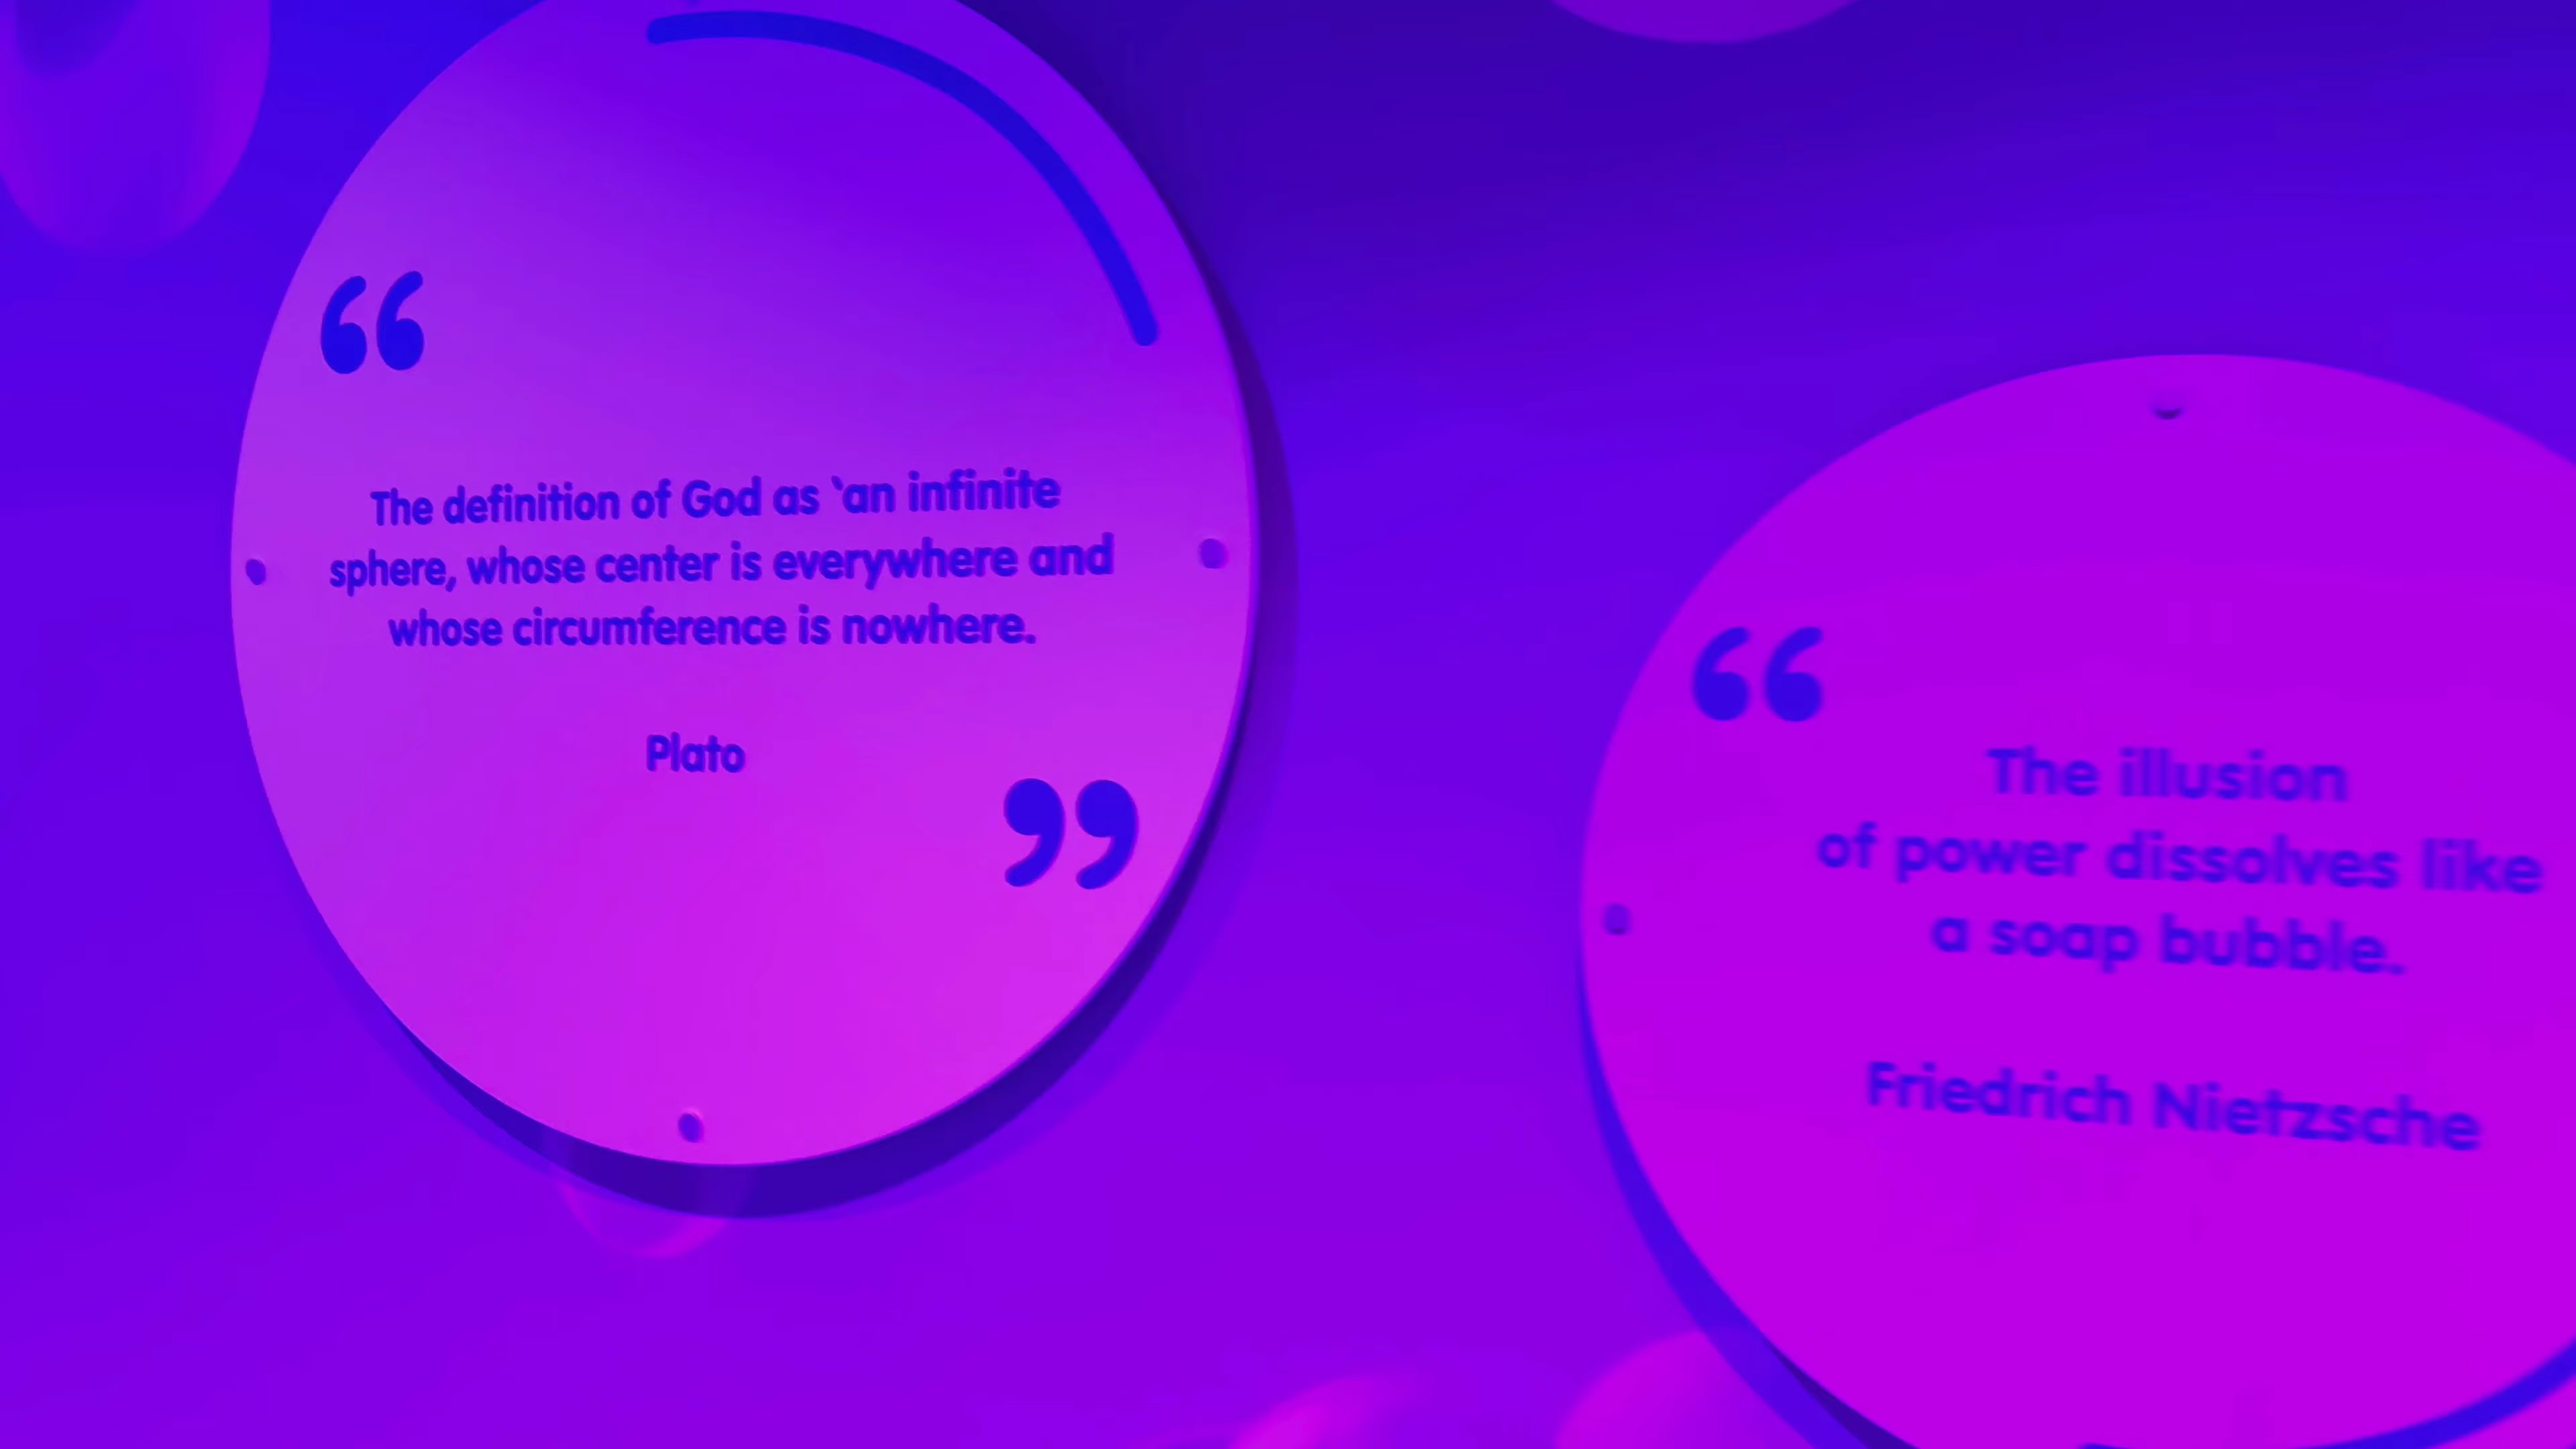 “
The definition of God as ‘an infinite
sphere, whose center is everywhere and
whose circumference is nowhere.
Plato
”
“
The illusion
of power dissolves like
a soap bubble.
Friedrich Nietzsche